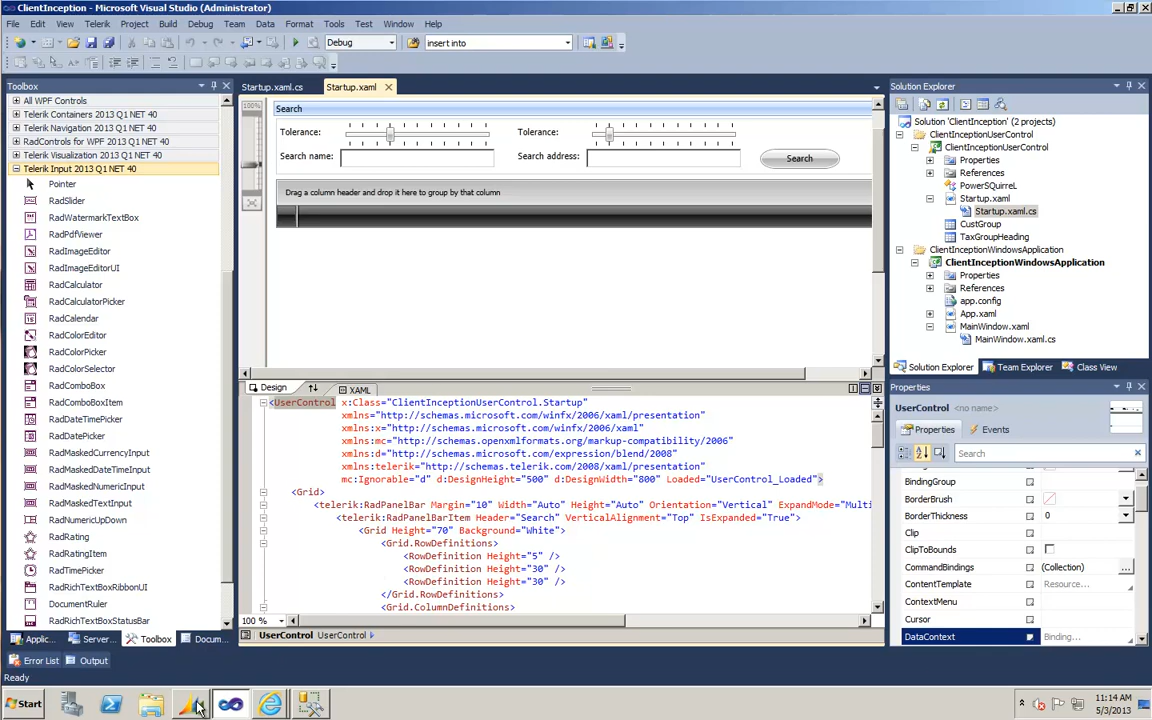 ClientInception - Microsoft Visual Studio (Administrator)
File Edit View Telerik Project Build Debug Team Data Format Tools Test Window Help
Debug insert into
Toolbox
All WPF Controls
Telerik Containers 2013 Q1 NET 40
Telerik Navigation 2013 Q1 NET 40
RadControls for WPF 2013 Q1 NET 40
Telerik Visualization 2013 Q1 NET 40
Telerik Input 2013 Q1 NET 40
Pointer
RadSlider
RadWatermarkTextBox
RadPdfViewer
RadImageEditor
RadImageEditorUI
RadCalculator
RadCalculatorPicker
RadCalendar
RadColorEditor
RadColorPicker
RadColorSelector
RadComboBox
RadComboBoxItem
RadDateTimePicker
RadDatePicker
RadMaskedCurrencyInput
RadMaskedDateTimeInput
RadMaskedNumericInput
RadMaskedTextInput
RadNumericUpDown
RadRating
RadRatingItem
RadTimePicker
RadRichTextBoxRibbonUI
DocumentRuler
RadRichTextBoxStatusBar
Applic... Server... Toolbox Docum...
Error List Output
Ready
Startup.xaml.cs Startup.xaml
100%
Search
Tolerance: Tolerance:
Search name: Search address: Search
Drag a column header and drop it here to group by that column
Design XAML
<UserControl x:Class="ClientInceptionUserControl.Startup"
xmlns="http://schemas.microsoft.com/winfx/2006/xaml/presentation"
xmlns:x="http://schemas.microsoft.com/winfx/2006/xaml"
xmlns:mc="http://schemas.openxmlformats.org/markup-compatibility/2006"
xmlns:d="http://schemas.microsoft.com/expression/blend/2008"
xmlns:telerik="http://schemas.telerik.com/2008/xaml/presentation"
mc:Ignorable="d" d:DesignHeight="500" d:DesignWidth="800" Loaded="UserControl_Loaded">
<Grid>
<telerik:RadPanelBar Margin="10" Width="Auto" Height="Auto" Orientation="Vertical" ExpandMode="Multi
<telerik:RadPanelBarItem Header="Search" VerticalAlignment="Top" IsExpanded="True">
<Grid Height="70" Background="White">
<Grid.RowDefinitions>
<RowDefinition Height="5" />
<RowDefinition Height="30" />
<RowDefinition Height="30" />
</Grid.RowDefinitions>
<Grid.ColumnDefinitions>
100 %
UserControl UserControl
Solution Explorer
Solution 'ClientInception' (2 projects)
ClientInceptionUserControl
ClientInceptionUserControl
Properties
References
PowerSQuirreL
Startup.xaml
Startup.xaml.cs
CustGroup
TaxGroupHeading
ClientInceptionWindowsApplication
ClientInceptionWindowsApplication
Properties
References
app.config
App.xaml
MainWindow.xaml
MainWindow.xaml.cs
Solution Explorer Team Explorer Class View
Properties
UserControl <no name>
Properties Events
Search
BindingGroup
BorderBrush
BorderThickness 0
Clip
ClipToBounds
CommandBindings (Collection) ...
ContentTemplate Resource...
ContextMenu
Cursor
DataContext Binding...
Start
11:14 AM
5/3/2013